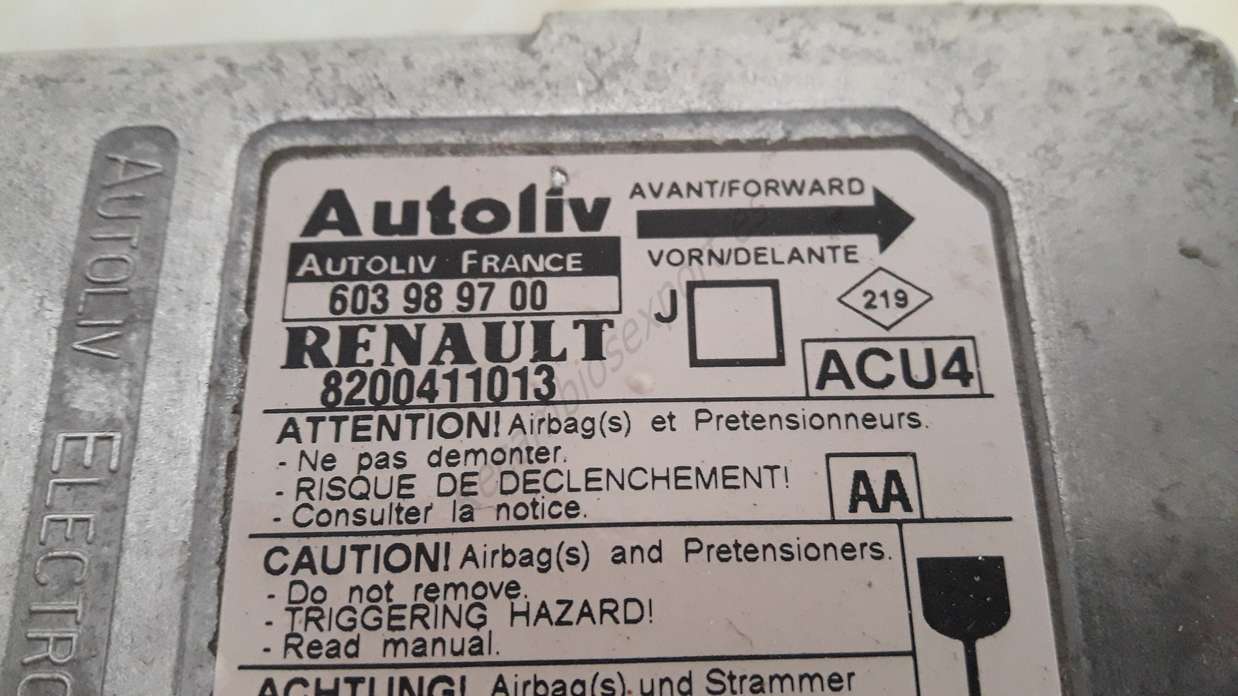 Autoliv
AUTOLIV FRANCE
603 98 97 00
RENAULT
8200411013
AVANT/FORWARD
VORN/DELANTE
J
219
ACU4
ATTENTION! Airbag(s) et Pretensionneurs.
- Ne pas demonter.
- RISQUE DE DECLENCHEMENT!
- Consulter la notice.
AA
CAUTION! Airbag(s) and Pretensioners.
- Do not remove.
- TRIGGERING HAZARD!
- Read manual.
ACHTUNG! Airbag(s).und Strammer
AUTOLIV ELECTRO